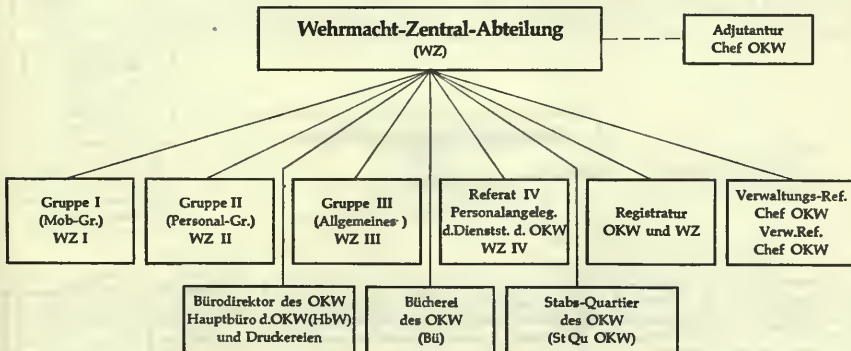 Wehrmacht-Zentral-Abteilung
(WZ)
Adjutantur
Chef OKW
Gruppe I
(Mob-Gr.)
WZ I
Gruppe II
(Personal-Gr.)
WZ II
Gruppe III
(Allgemeines)
WZ III
Referat IV
Personalangeleg.
d.Dienstst. d. OKW
WZ IV
Registratur
OKW und WZ
Verwaltungs-Ref.
Chef OKW
Verw.Ref.
Chef OKW
Bürodirektor des OKW
Hauptbüro d.OKW(HbW)
und Druckereien
Bücherei
des OKW
(Bü)
Stabs-Quartier
des OKW
(St Qu OKW)